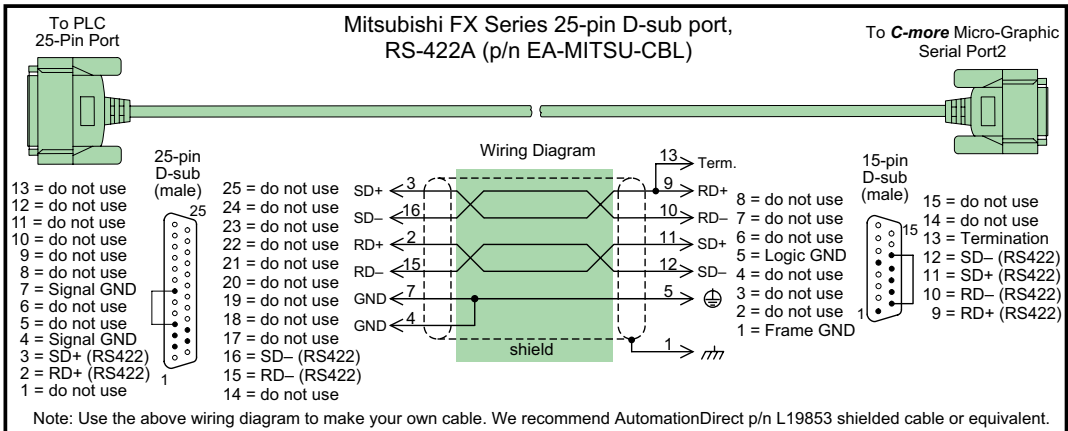 To PLC
25-Pin Port
Mitsubishi FX Series 25-pin D-sub port,
RS-422A (p/n EA-MITSU-CBL)
To C-more Micro-Graphic
Serial Port2
25-pin
D-sub
(male)
13 = do not use
12 = do not use
11 = do not use
10 = do not use
9 = do not use
8 = do not use
7 = Signal GND
6 = do not use
5 = do not use
4 = Signal GND
3 = SD+ (RS422)
2 = RD+ (RS422)
1 = do not use
25
1
25 = do not use
24 = do not use
23 = do not use
22 = do not use
21 = do not use
20 = do not use
19 = do not use
18 = do not use
17 = do not use
16 = SD– (RS422)
15 = RD– (RS422)
14 = do not use
Wiring Diagram
SD+ 3
SD– 16
RD+ 2
RD– 15
GND 7
GND 4
shield
13 Term.
9 RD+
10 RD–
11 SD+
12 SD–
5
1
8 = do not use
7 = do not use
6 = do not use
5 = Logic GND
4 = do not use
3 = do not use
2 = do not use
1 = Frame GND
15-pin
D-sub
(male)
15
1
15 = do not use
14 = do not use
13 = Termination
12 = SD– (RS422)
11 = SD+ (RS422)
10 = RD– (RS422)
9 = RD+ (RS422)
Note: Use the above wiring diagram to make your own cable. We recommend AutomationDirect p/n L19853 shielded cable or equivalent.